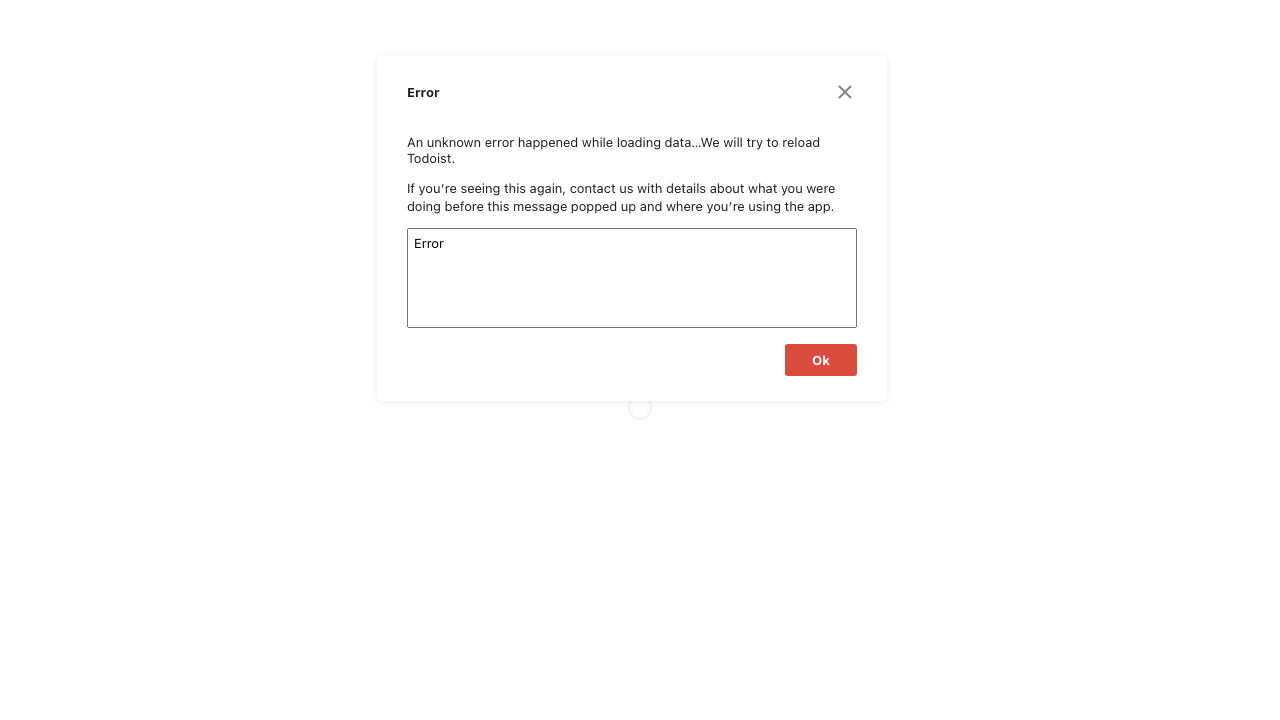 Error
An unknown error happened while loading data...We will try to reload
Todoist.
If you’re seeing this again, contact us with details about what you were
doing before this message popped up and where you’re using the app.
Error
Ok